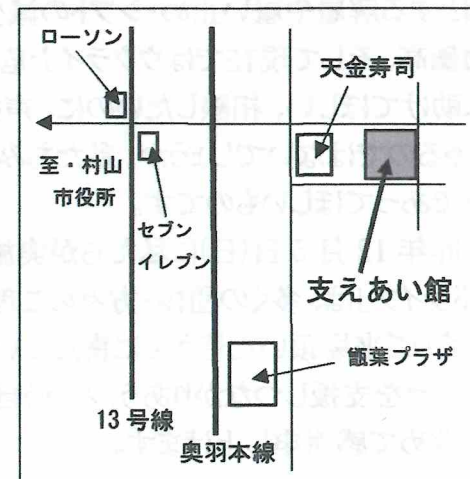 ローソン
天金寿司
至・村山
市役所
セブン
イレブン
支えあい館
甑葉プラザ
13号線
奥羽本線